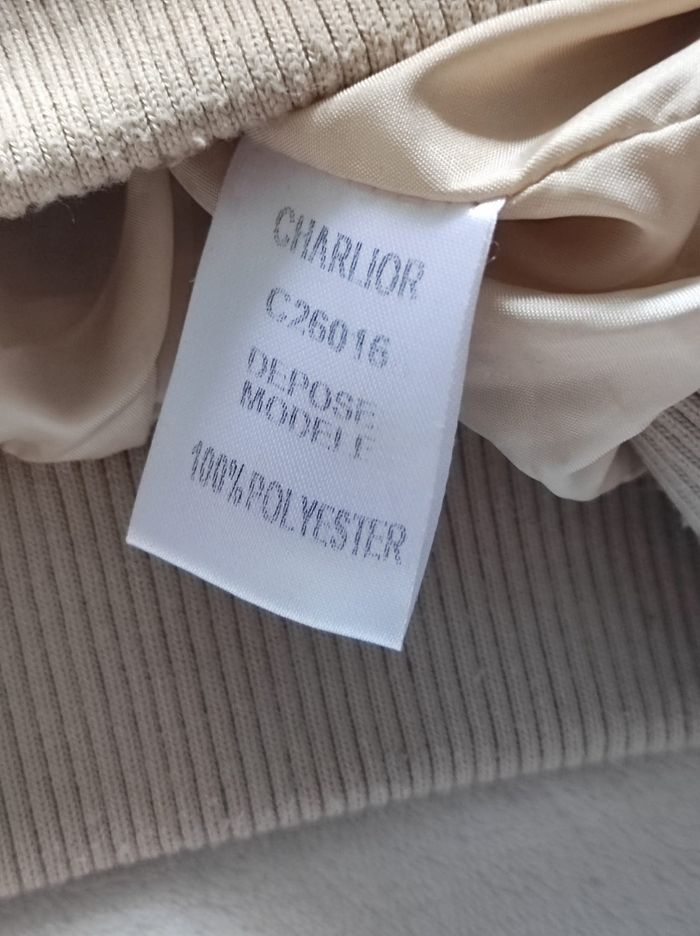 CHARLIOR
C26016
DEPOSE
MODELE
100%POLYESTER